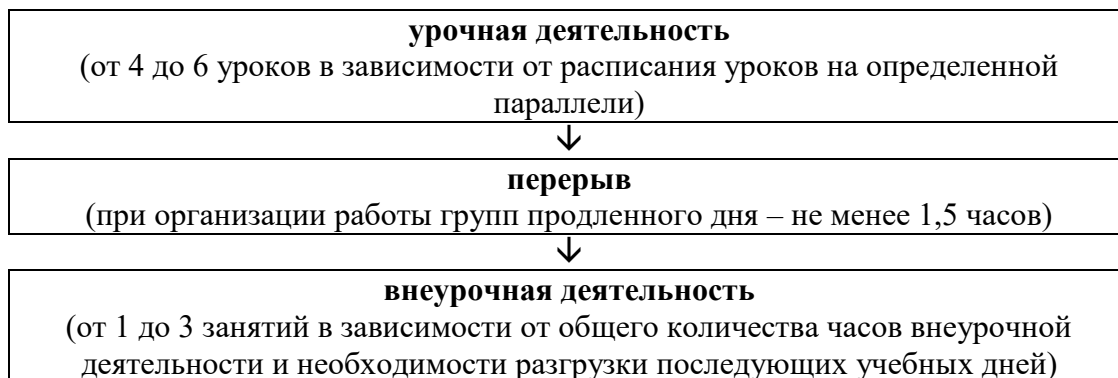 урочная деятельность
(от 4 до 6 уроков в зависимости от расписания уроков на определенной
параллели)
↓
перерыв
(при организации работы групп продленного дня – не менее 1,5 часов)
↓
внеурочная деятельность
(от 1 до 3 занятий в зависимости от общего количества часов внеурочной
деятельности и необходимости разгрузки последующих учебных дней)